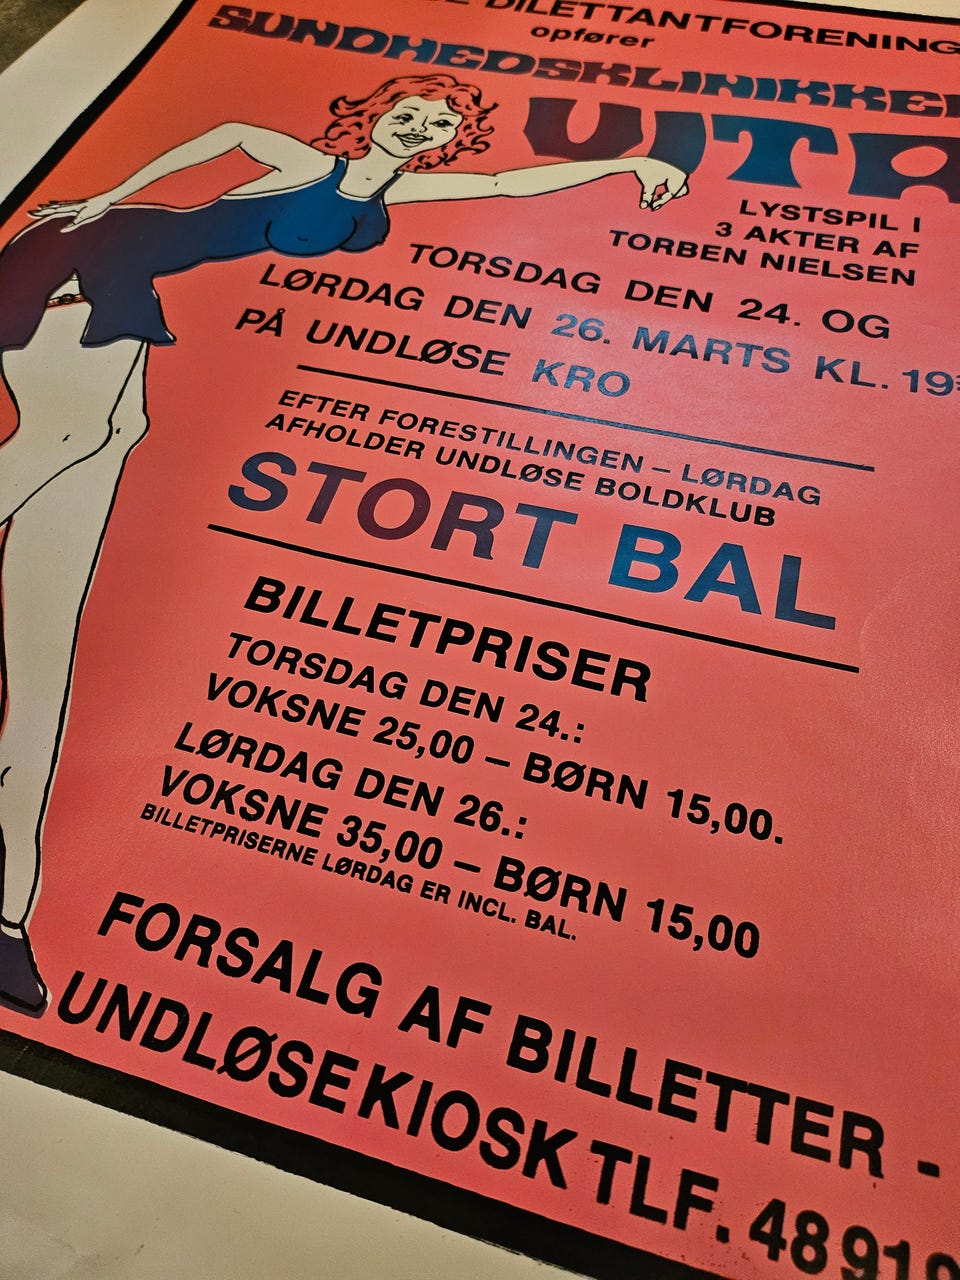 DILETTANTFORENING
opfører
SUNDHEDSKLINIKKEN
VITA
LYSTSPIL I
3 AKTER AF
TORBEN NIELSEN
TORSDAG DEN 24. OG
LØRDAG DEN 26. MARTS KL. 19
PÅ UNDLØSE KRO
EFTER FORESTILLINGEN – LØRDAG
AFHOLDER UNDLØSE BOLDKLUB
STORT BAL
BILLETPRISER
TORSDAG DEN 24.:
VOKSNE 25,00 – BØRN 15,00.
LØRDAG DEN 26.:
VOKSNE 35,00 – BØRN 15,00
BILLETPRISERNE LØRDAG ER INCL. BAL.
FORSALG AF BILLETTER -
UNDLØSE KIOSK TLF. 48 919